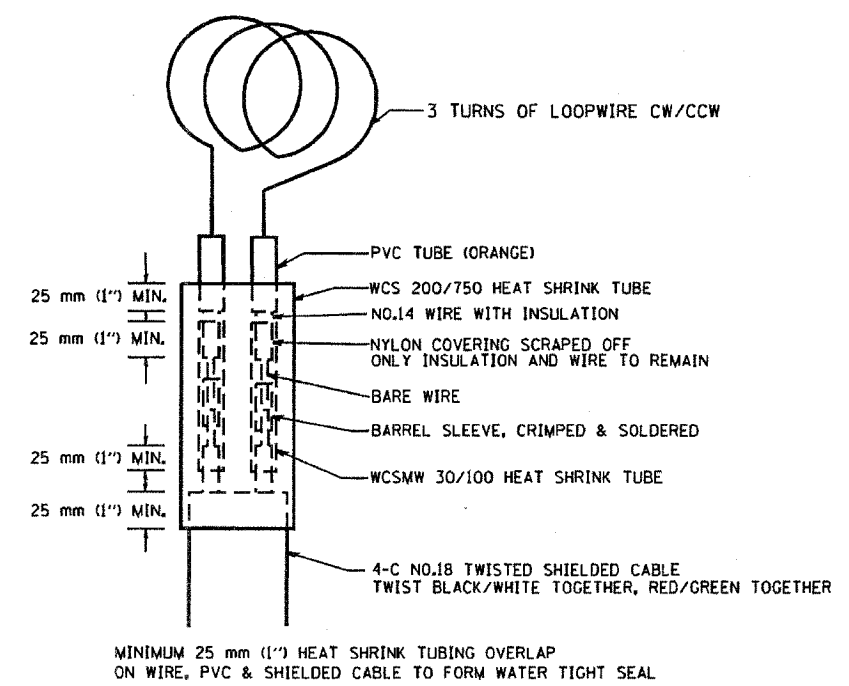 3 TURNS OF LOOPWIRE CW/CCW
PVC TUBE (ORANGE)
WCS 200/750 HEAT SHRINK TUBE
25 mm (1") MIN.
NO.14 WIRE WITH INSULATION
25 mm (1") MIN.
NYLON COVERING SCRAPED OFF
ONLY INSULATION AND WIRE TO REMAIN
BARE WIRE
BARREL SLEEVE, CRIMPED & SOLDERED
25 mm (1") MIN.
WCSMW 30/100 HEAT SHRINK TUBE
25 mm (1") MIN.
4-C NO.18 TWISTED SHIELDED CABLE
TWIST BLACK/WHITE TOGETHER, RED/GREEN TOGETHER
MINIMUM 25 mm (1") HEAT SHRINK TUBING OVERLAP
ON WIRE, PVC & SHIELDED CABLE TO FORM WATER TIGHT SEAL